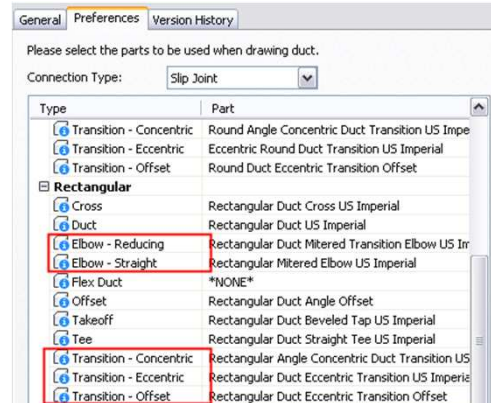 General Preferences Version History
Please select the parts to be used when drawing duct.
Connection Type: Slip Joint
Type Part
Transition - Concentric Round Angle Concentric Duct Transition US Impe
Transition - Eccentric Eccentric Round Duct Transition US Imperial
Transition - Offset Round Duct Eccentric Transition Offset
Rectangular
Cross Rectangular Duct Cross US Imperial
Duct Rectangular Duct US Imperial
Elbow - Reducing Rectangular Duct Mitered Transition Elbow US Im
Elbow - Straight Rectangular Mitered Elbow US Imperial
Flex Duct *NONE*
Offset Rectangular Duct Angle Offset
Takeoff Rectangular Duct Beveled Tap US Imperial
Tee Rectangular Duct Straight Tee US Imperial
Transition - Concentric Rectangular Angle Concentric Duct Transition US
Transition - Eccentric Rectangular Duct Eccentric Transition US Imperia
Transition - Offset Rectangular Duct Eccentric Transition Offset